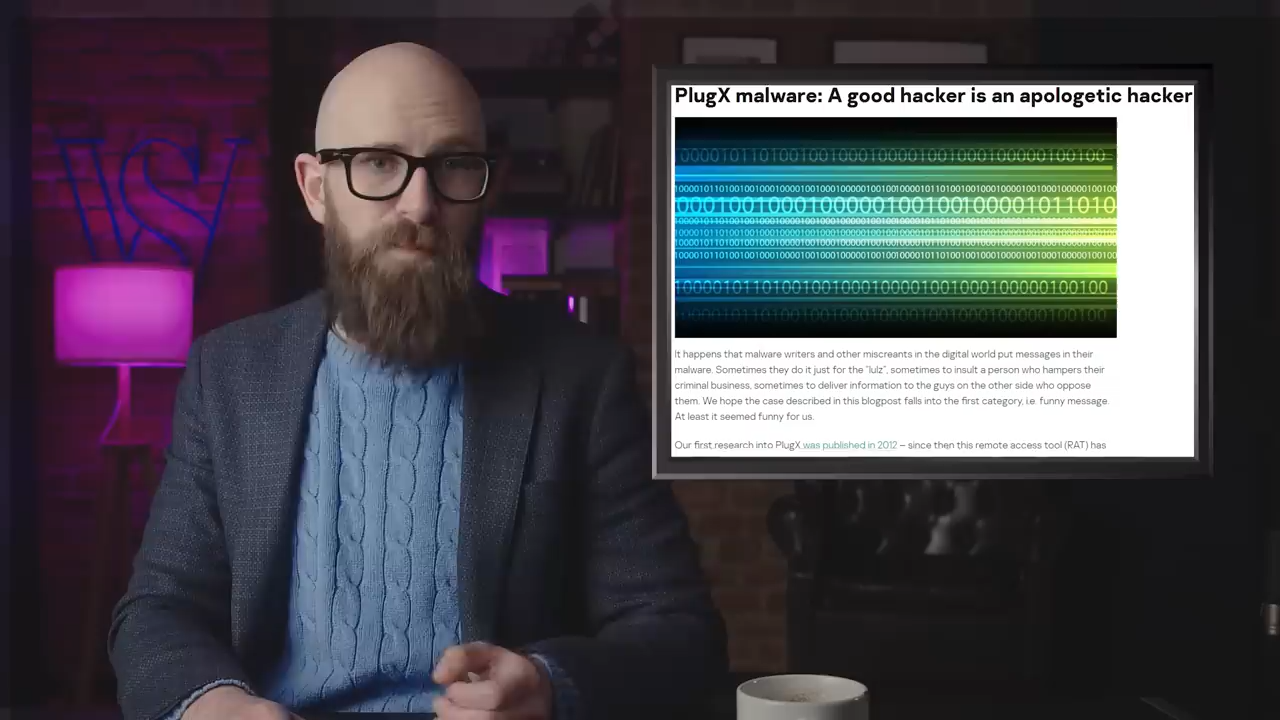 PlugX malware: A good hacker is an apologetic hacker
It happens that malware writers and other miscreants in the digital world put messages in their
malware. Sometimes they do it just for the "lulz", sometimes to insult a person who hampers their
criminal business, sometimes to deliver information to the guys on the other side who oppose
them. We hope the case described in this blogpost falls into the first category, i.e. funny message.
At least it seemed funny for us.
Our first research into PlugX was published in 2012 – since then this remote access tool (RAT) has